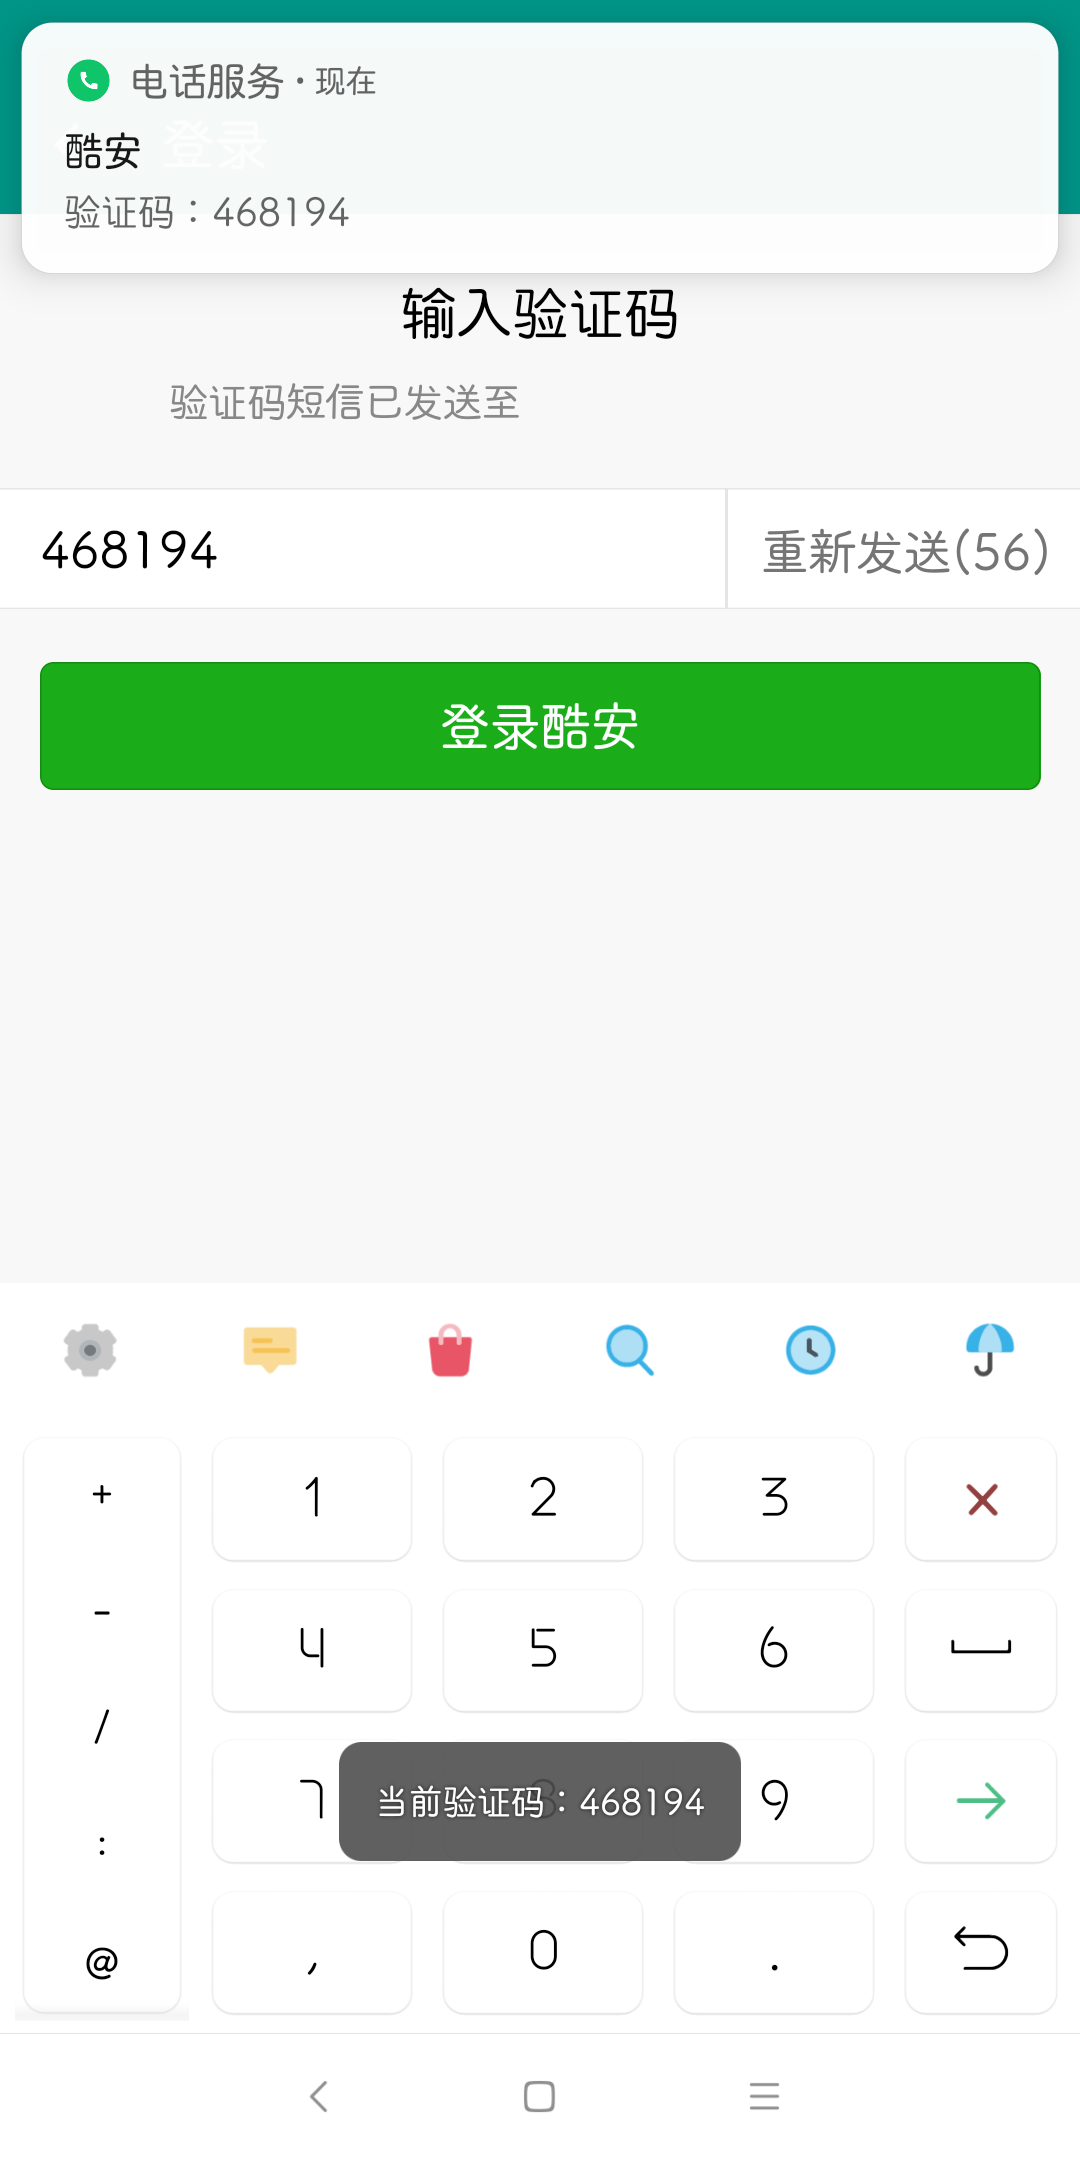 电话服务 · 现在
登录
酷安
验证码：468194
输入验证码
验证码短信已发送至
468194
重新发送(56)
登录酷安
+
1
2
3
-
4
5
6
/
7
8
9
当前验证码：468194
:
@
,
0
.